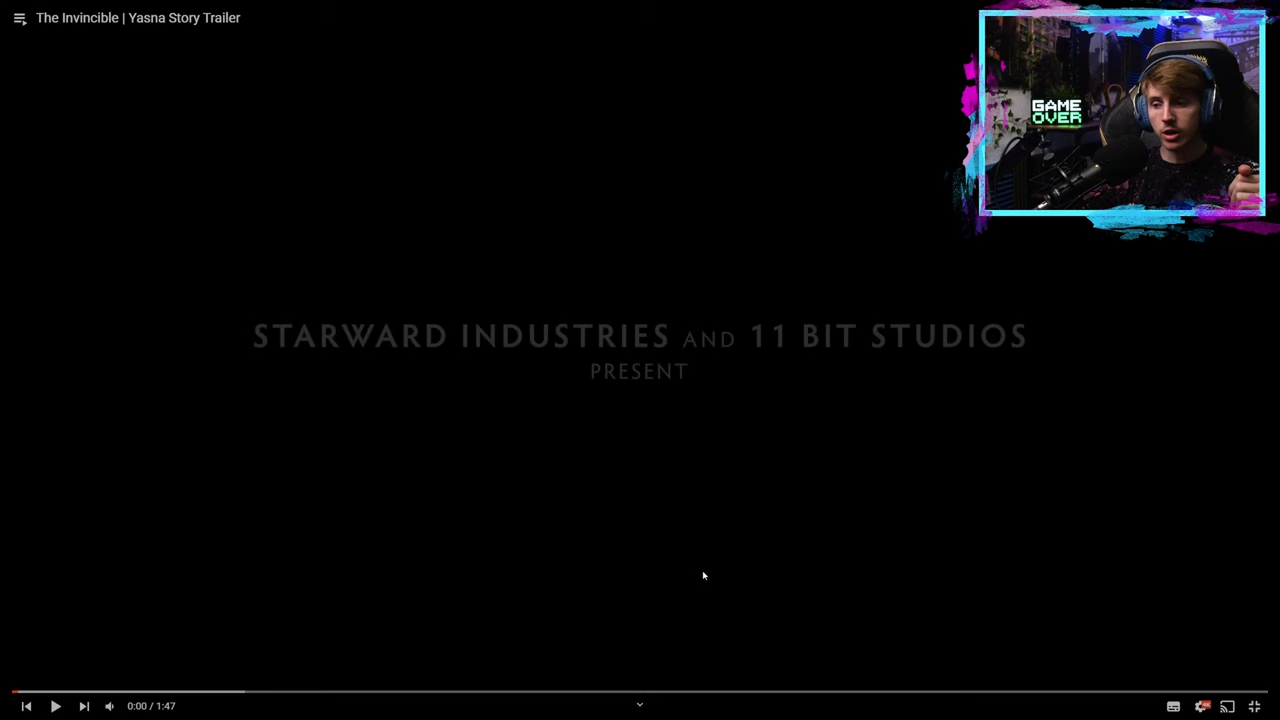 The Invincible | Yasna Story Trailer
GAME
OVER
STARWARD INDUSTRIES AND 11 BIT STUDIOS
PRESENT
0:00 / 1:47